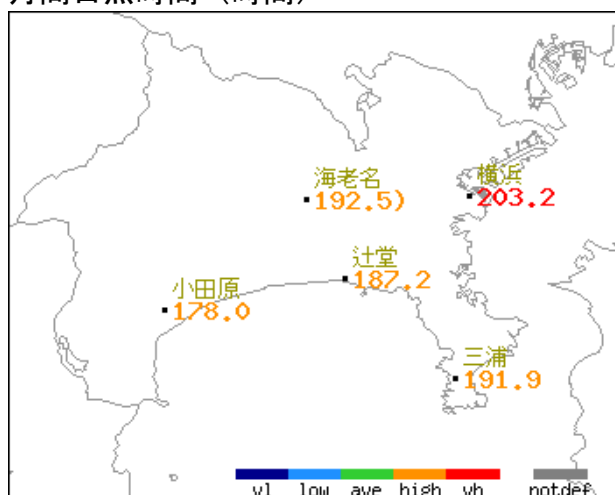 月間日照時間 (時間)
海老名
192.5)
横浜
203.2
辻堂
187.2
小田原
178.0
三浦
191.9
vl low ave high vh notdef